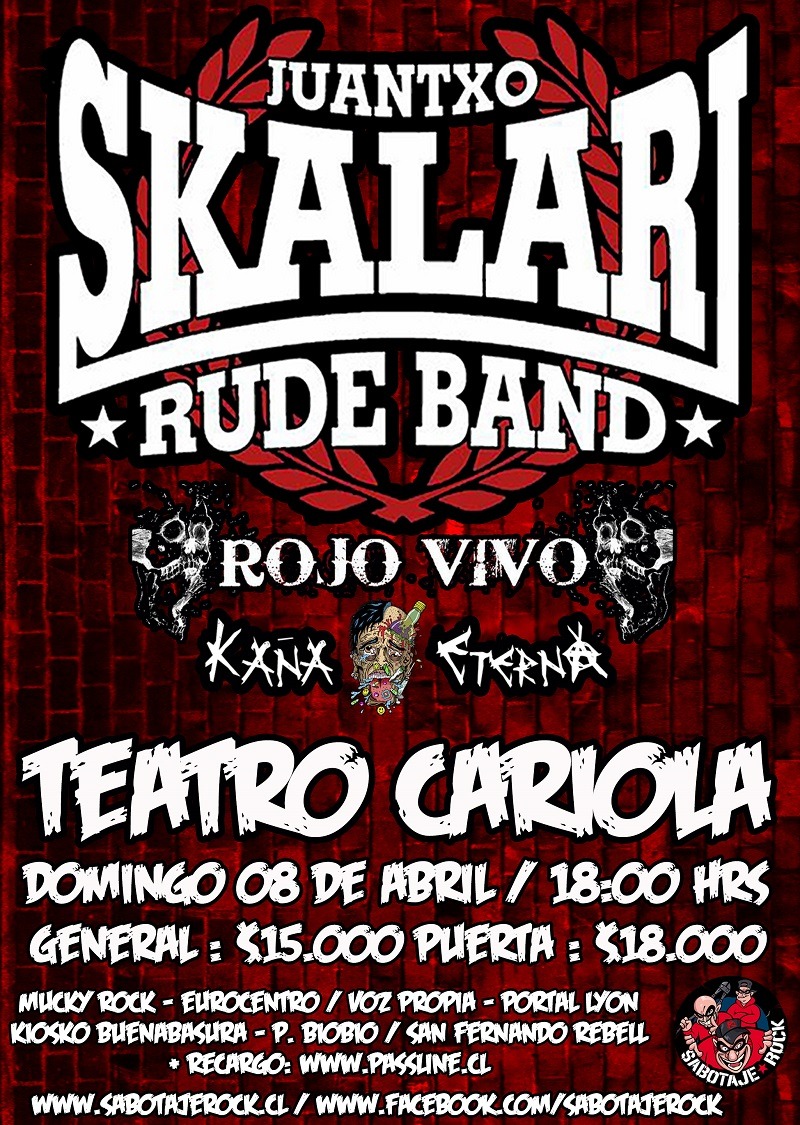 JUANTXO
SKALARI
RUDE BAND
ROJO VIVO
KAÑA ETERNA
TEATRO CARIOLA
DOMINGO 08 DE ABRIL / 18:00 HRS
GENERAL : $15.000 PUERTA : $18.000
MUCKY ROCK - EUROCENTRO / VOZ PROPIA - PORTAL LYON
KIOSKO BUENABASURA - P. BIOBIO / SAN FERNANDO REBELL
+ RECARGO: WWW.PASSLINE.CL
SABOTAJE ROCK
WWW.SABOTAJEROCK.CL / WWW.FACEBOOK.COM/SABOTAJEROCK